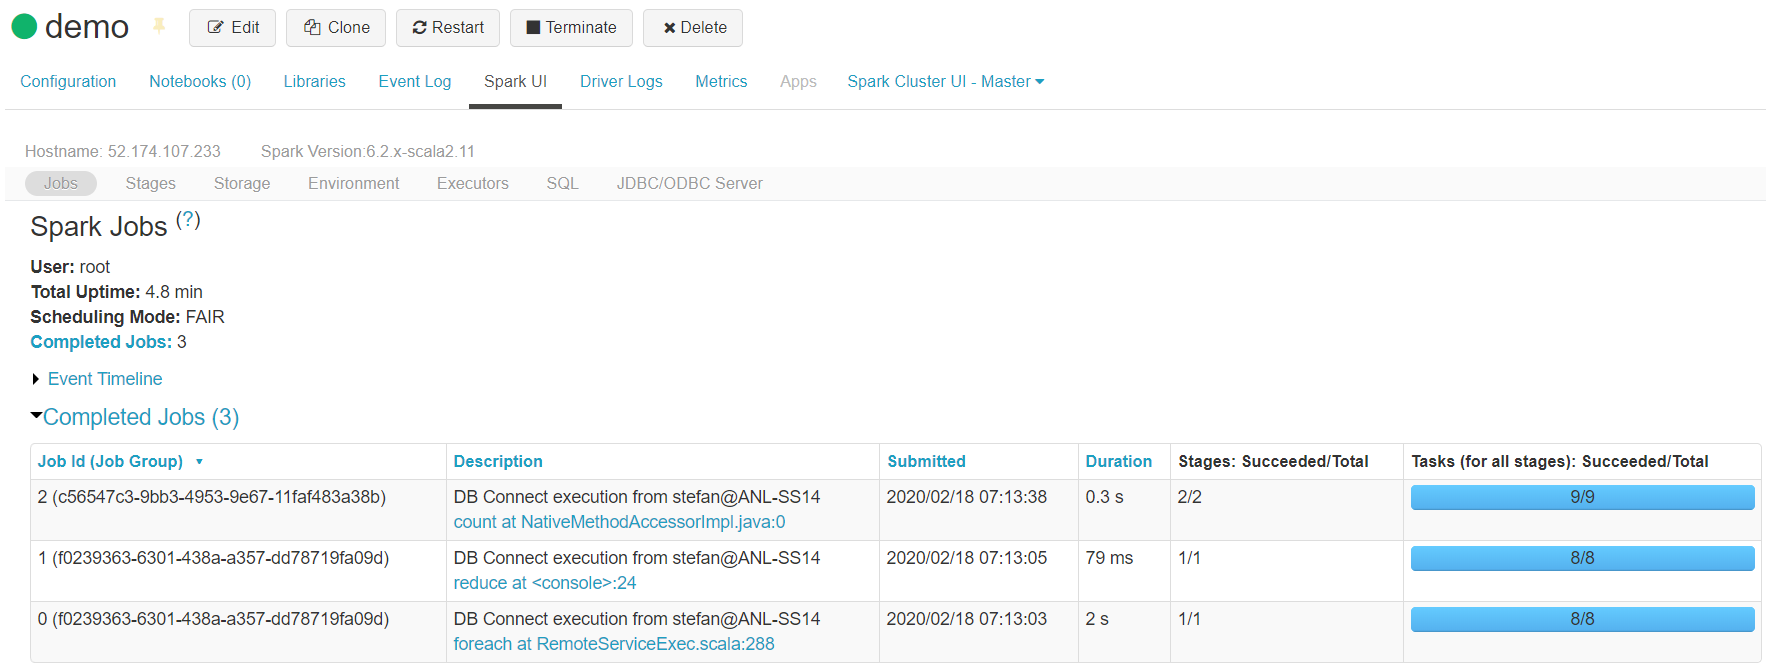 demo Edit Clone Restart Terminate Delete
Configuration Notebooks (0) Libraries Event Log Spark UI Driver Logs Metrics Apps Spark Cluster UI - Master
Hostname: 52.174.107.233 Spark Version:6.2.x-scala2.11
Jobs Stages Storage Environment Executors SQL JDBC/ODBC Server
Spark Jobs (?)
User: root
Total Uptime: 4.8 min
Scheduling Mode: FAIR
Completed Jobs: 3
Event Timeline
Completed Jobs (3)
Job Id (Job Group) Description Submitted Duration Stages: Succeeded/Total Tasks (for all stages): Succeeded/Total
2 (c56547c3-9bb3-4953-9e67-11faf483a38b) DB Connect execution from stefan@ANL-SS14 2020/02/18 07:13:38 0.3 s 2/2 9/9
count at NativeMethodAccessorImpl.java:0
1 (f0239363-6301-438a-a357-dd78719fa09d) DB Connect execution from stefan@ANL-SS14 2020/02/18 07:13:05 79 ms 1/1 8/8
reduce at <console>:24
0 (f0239363-6301-438a-a357-dd78719fa09d) DB Connect execution from stefan@ANL-SS14 2020/02/18 07:13:03 2 s 1/1 8/8
foreach at RemoteServiceExec.scala:288